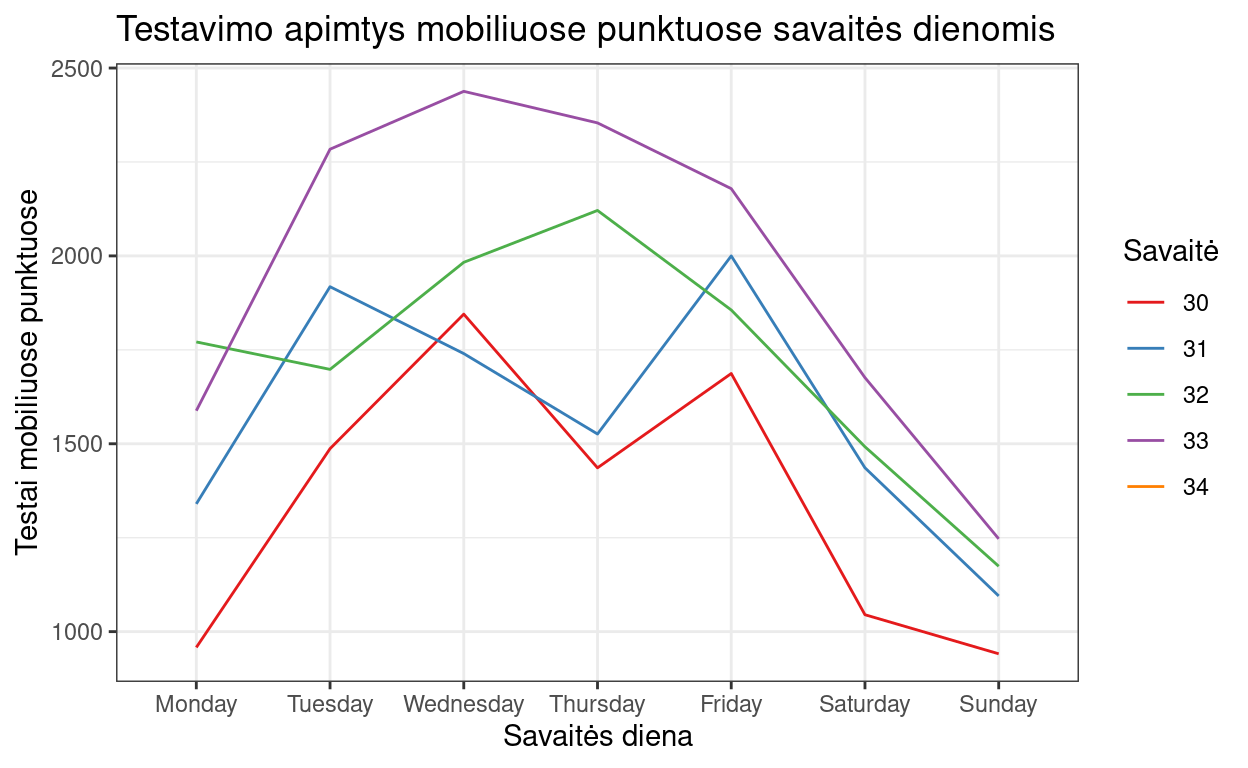 Testavimo apimtys mobiliuose punktuose savaitės dienomis
Testai mobiliuose punktuose
2500
2000
1500
1000
Monday Tuesday Wednesday Thursday Friday Saturday Sunday
Savaitės diena
Savaitė
30
31
32
33
34